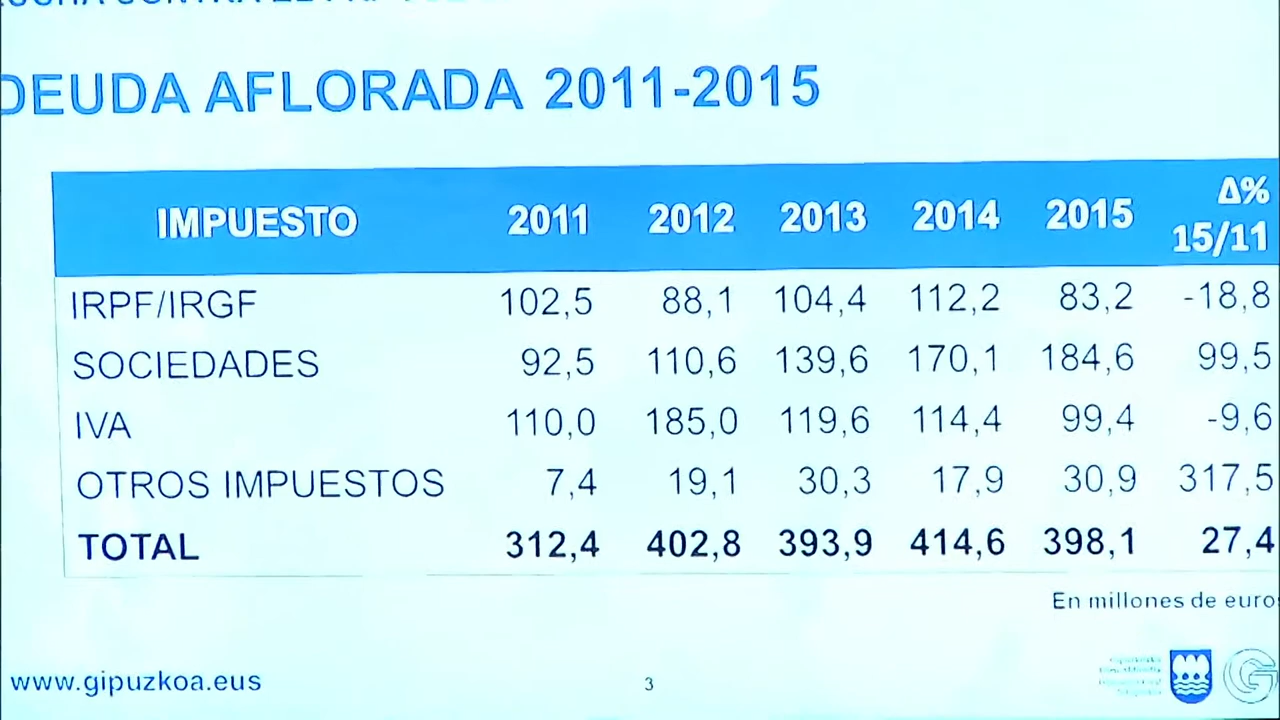 DEUDA AFLORADA 2011-2015
IMPUESTO 2011 2012 2013 2014 2015 Δ% 15/11
IRPF/IRGF 102,5 88,1 104,4 112,2 83,2 -18,8
SOCIEDADES 92,5 110,6 139,6 170,1 184,6 99,5
IVA 110,0 185,0 119,6 114,4 99,4 -9,6
OTROS IMPUESTOS 7,4 19,1 30,3 17,9 30,9 317,5
TOTAL 312,4 402,8 393,9 414,6 398,1 27,4
En millones de euro
www.gipuzkoa.eus 3